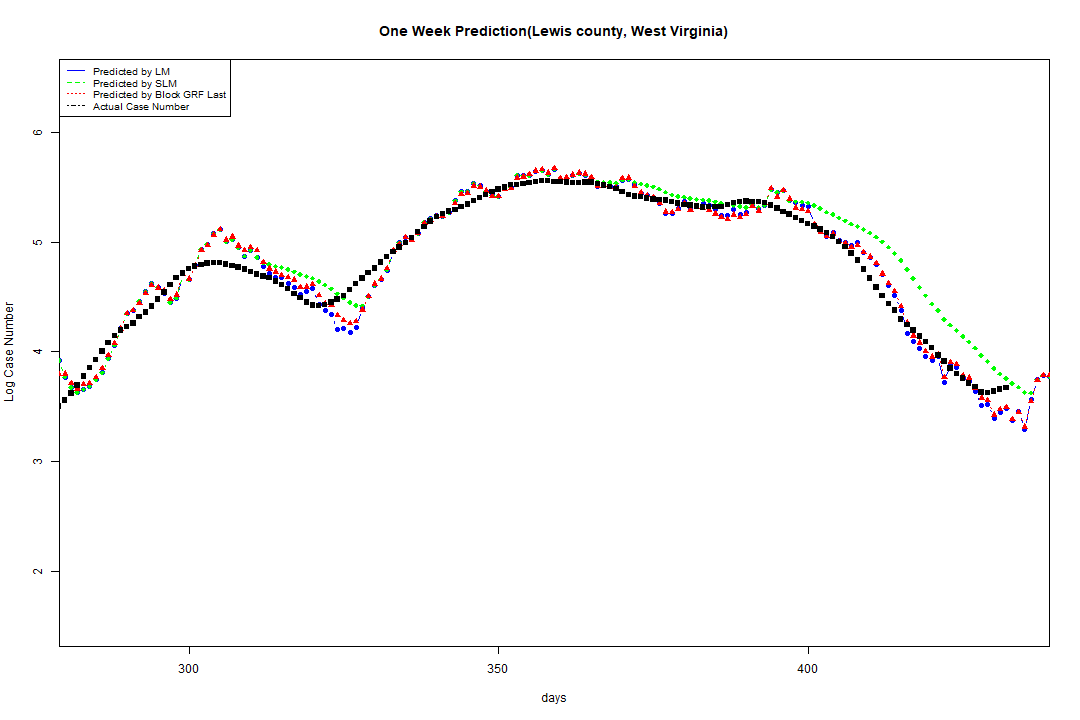 One Week Prediction(Lewis county, West Virginia)
Predicted by LM
Predicted by SLM
Predicted by Block GRF Last
Actual Case Number
6
5
4
3
2
Log Case Number
300
350
400
days